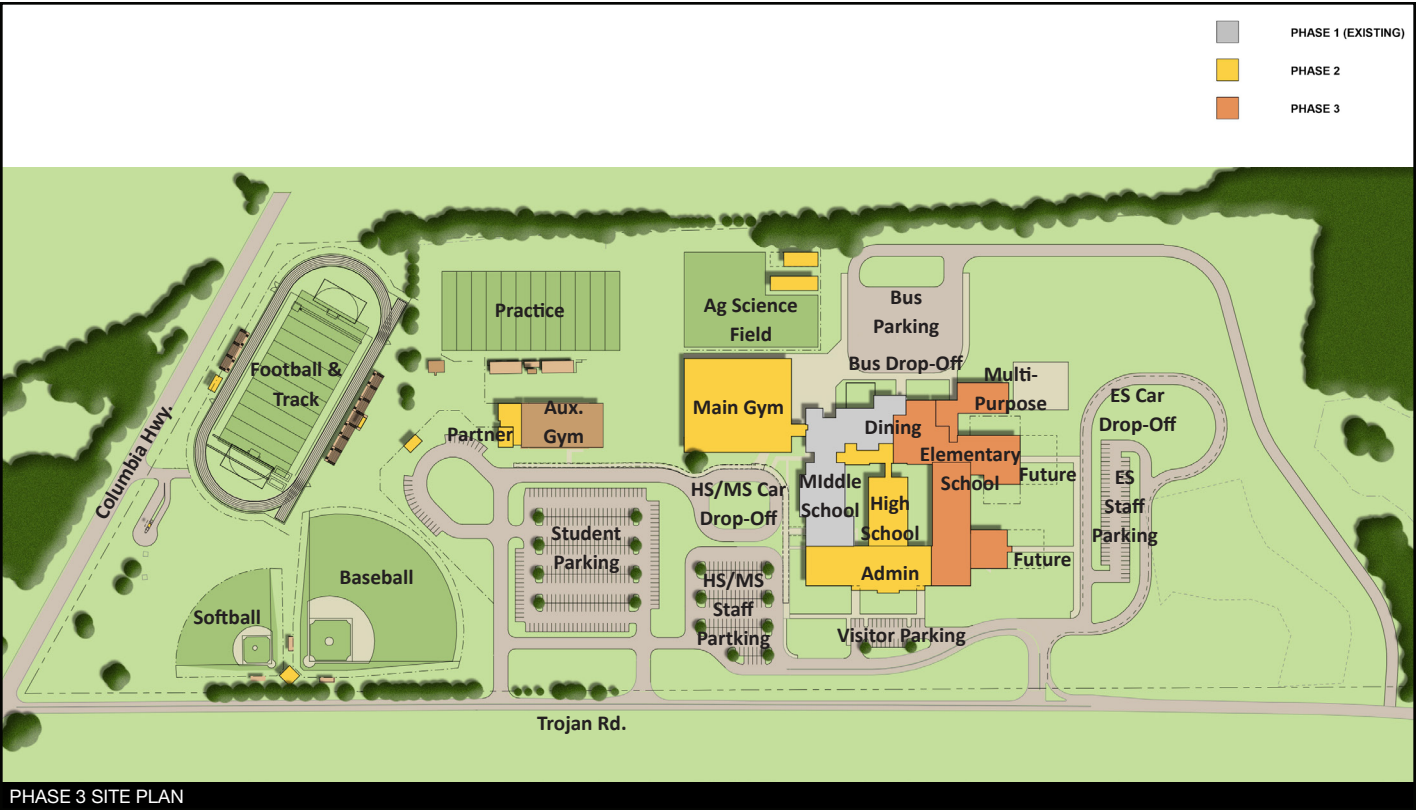 PHASE 1 (EXISTING)
PHASE 2
PHASE 3
Columbia Hwy.
Football &
Track
Practice
Ag Science
Field
Bus
Parking
Bus Drop-Off
Multi-
Purpose
ES Car
Drop-Off
Partner
Aux.
Gym
Main Gym
Dining
Elementary
School
Future
MIddle
School
High
School
HS/MS Car
Drop-Off
ES
Staff
Parking
Student
Parking
Future
Admin
Baseball
Softball
HS/MS
Staff
Partking
Visitor Parking
Trojan Rd.
PHASE 3 SITE PLAN